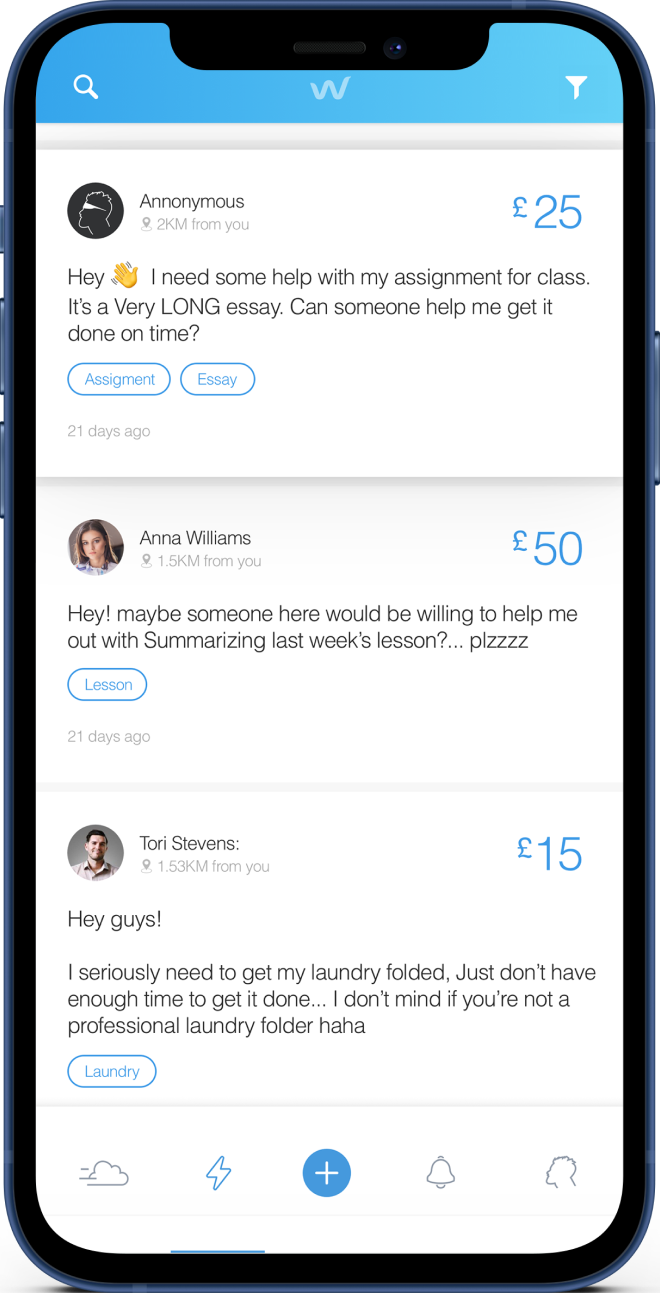 Annonymous
2KM from you
£25
Hey 👋 I need some help with my assignment for class.
It's a Very LONG essay. Can someone help me get it
done on time?
Assigment
Essay
21 days ago
Anna Williams
1.5KM from you
£50
Hey! maybe someone here would be willing to help me
out with Summarizing last week's lesson?... plzzzz
Lesson
21 days ago
Tori Stevens:
1.53KM from you
£15
Hey guys!
I seriously need to get my laundry folded, Just don't have
enough time to get it done... I don't mind if you're not a
professional laundry folder haha
Laundry